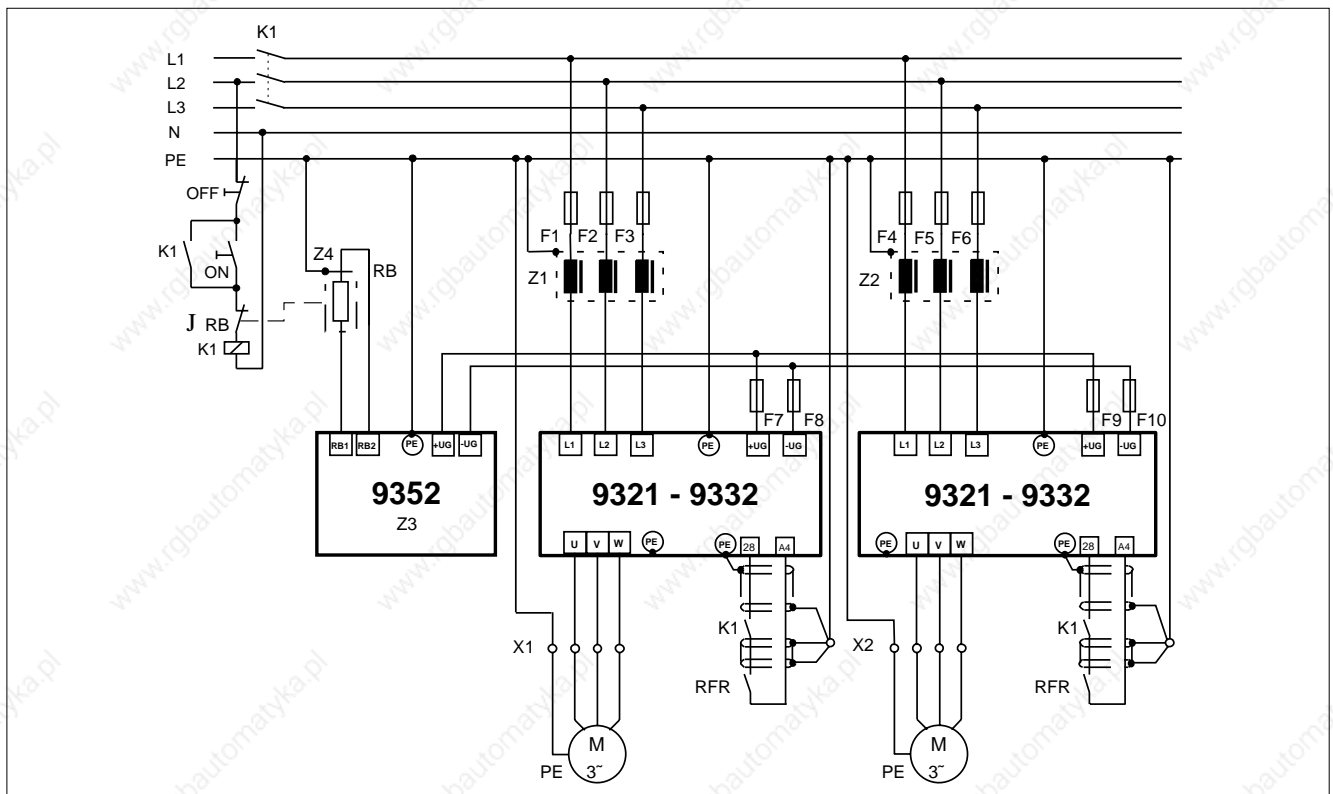 K1
L1
L2
L3
N
PE
OFF
K1
ON
J RB
K1
Z4
RB
F1 F2 F3
Z1
F4 F5 F6
Z2
F7 F8
F9 F10
RB1 RB2 PE +UG -UG
9352
Z3
L1 L2 L3 PE +UG -UG
9321 - 9332
U V W PE PE 28 A4
L1 L2 L3 PE +UG -UG
9321 - 9332
PE U V W PE 28 A4
K1
X1
RFR
PE
M
3~
K1
X2
RFR
PE
M
3~
www.rgbautomatyka.pl